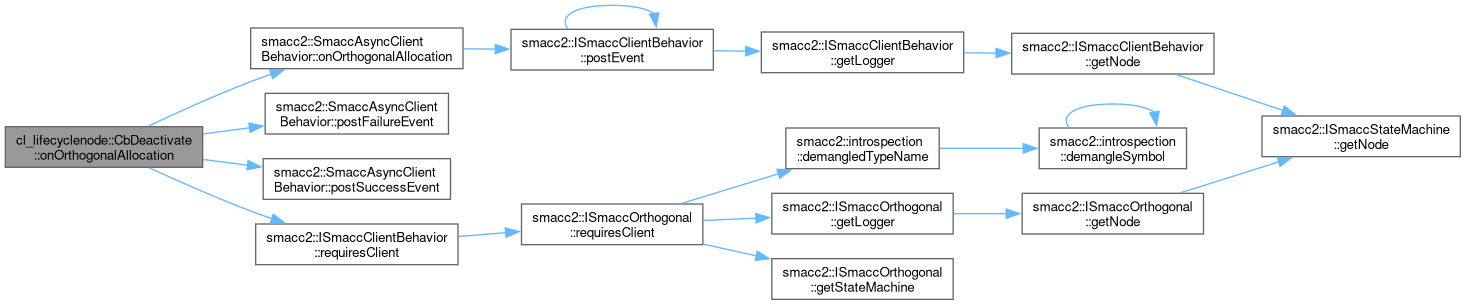 cl_lifecyclenode::CbDeactivate
::onOrthogonalAllocation
smacc2::SmaccAsyncClient
Behavior::onOrthogonalAllocation
smacc2::SmaccAsyncClient
Behavior::postFailureEvent
smacc2::SmaccAsyncClient
Behavior::postSuccessEvent
smacc2::ISmaccClientBehavior
::requiresClient
smacc2::ISmaccClientBehavior
::postEvent
smacc2::ISmaccOrthogonal
::requiresClient
smacc2::ISmaccClientBehavior
::getLogger
smacc2::introspection
::demangledTypeName
smacc2::ISmaccOrthogonal
::getLogger
smacc2::ISmaccOrthogonal
::getStateMachine
smacc2::ISmaccClientBehavior
::getNode
smacc2::introspection
::demangleSymbol
smacc2::ISmaccOrthogonal
::getNode
smacc2::ISmaccStateMachine
::getNode